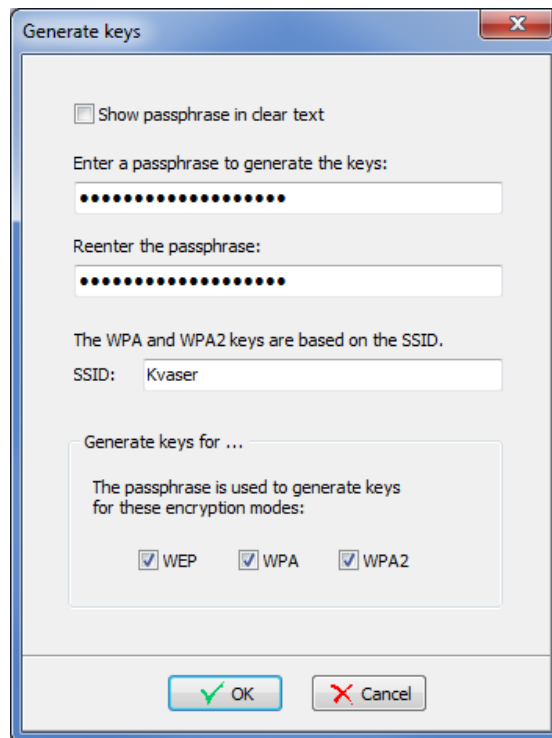 Generate keys
Show passphrase in clear text
Enter a passphrase to generate the keys:
●●●●●●●●●●●●●●●●●●●
Reenter the passphrase:
●●●●●●●●●●●●●●●●●●●
The WPA and WPA2 keys are based on the SSID.
SSID: Kvaser
Generate keys for ...
The passphrase is used to generate keys
for these encryption modes:
WEP WPA WPA2
OK Cancel